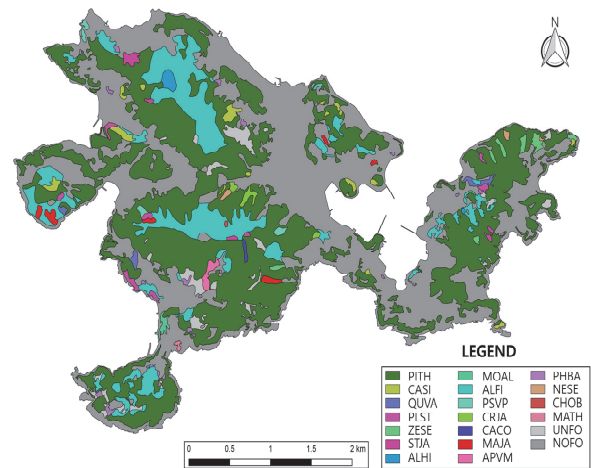 N
LEGEND
PITH MOAL PHBA
CASI ALFI NESE
QUVA PSVP CHOB
PLST CRJA MATH
ZESE CACO UNFO
STJA MAJA NOFO
ALHI APVM
0 0.5 1 1.5 2 km